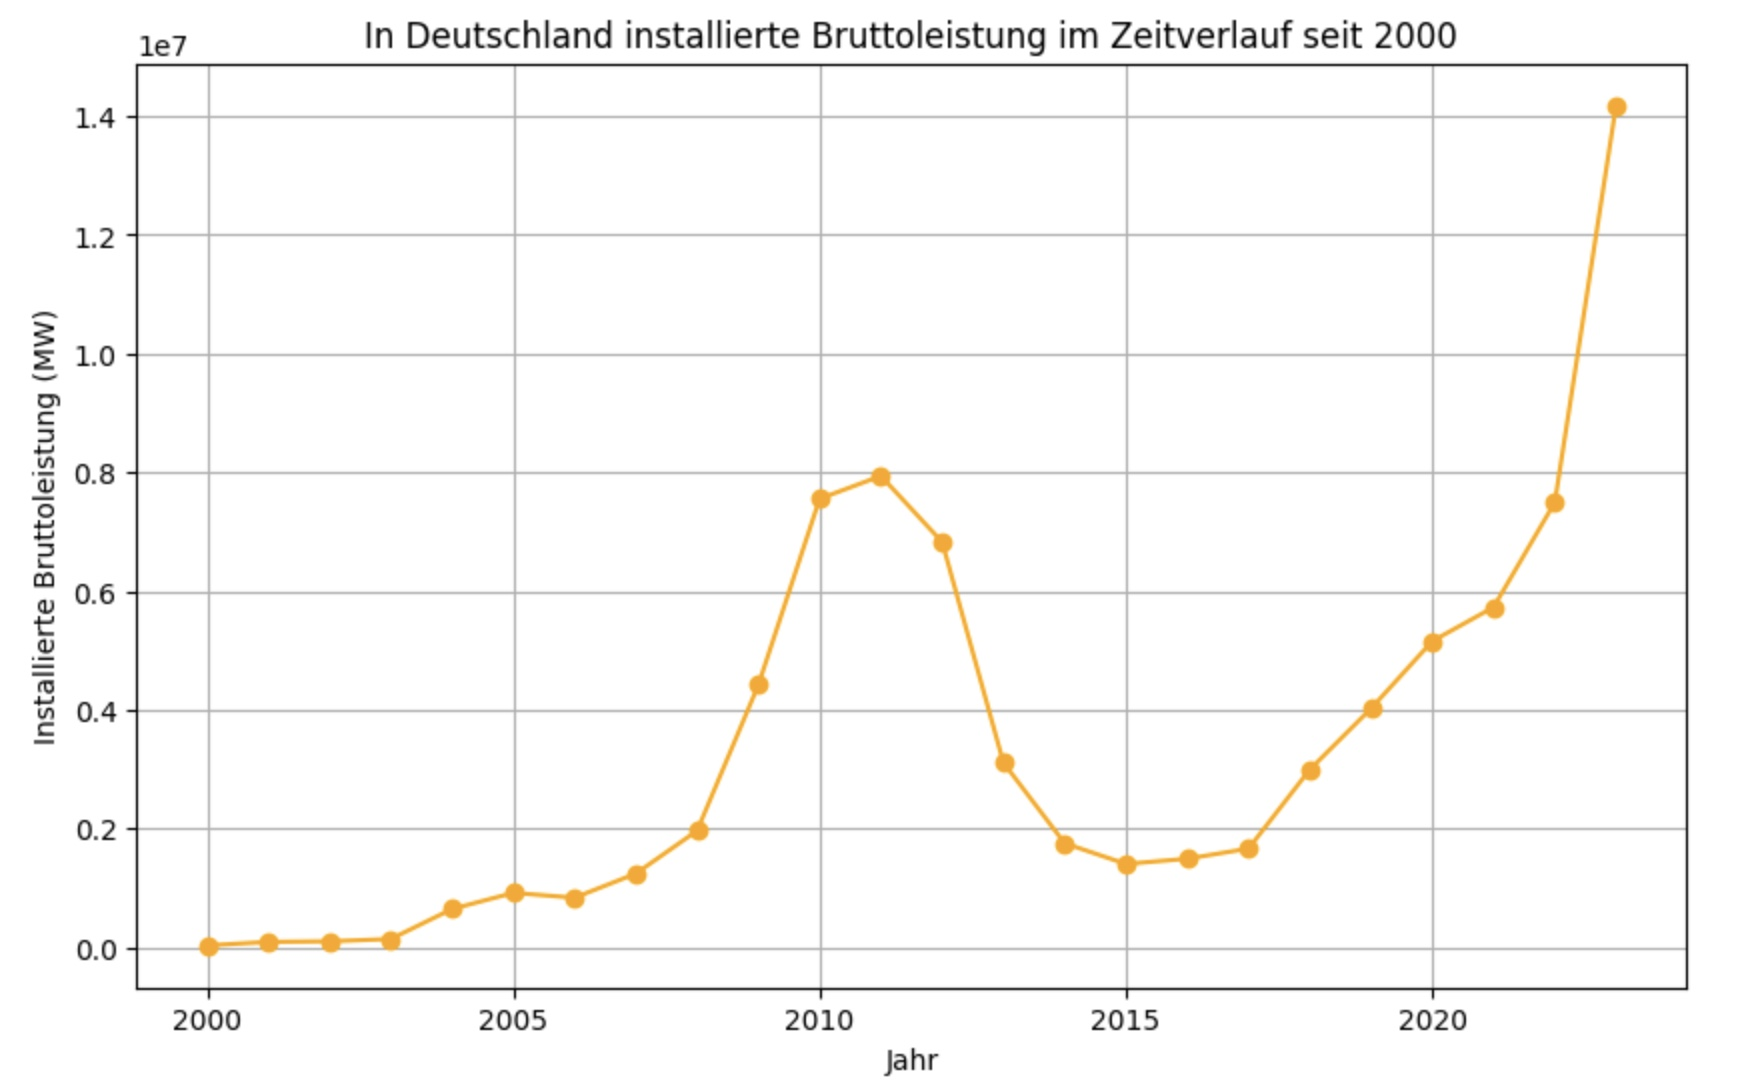 In Deutschland installierte Bruttoleistung im Zeitverlauf seit 2000
1e7
1.4
1.2
1.0
0.8
0.6
0.4
0.2
0.0
Installierte Bruttoleistung (MW)
2000 2005 2010 2015 2020
Jahr